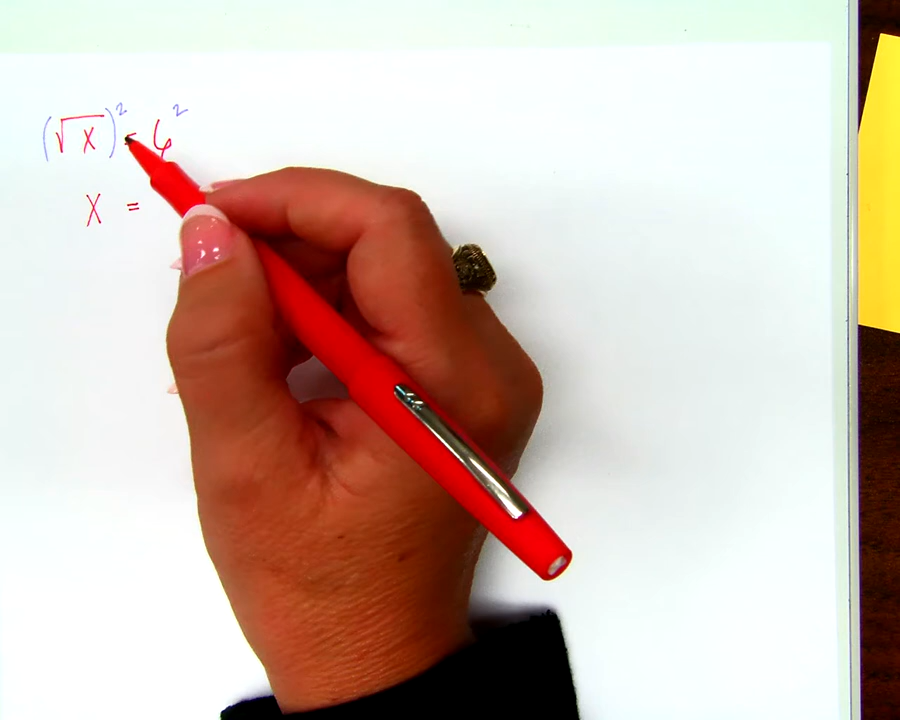 (√x)² = 6²
x =